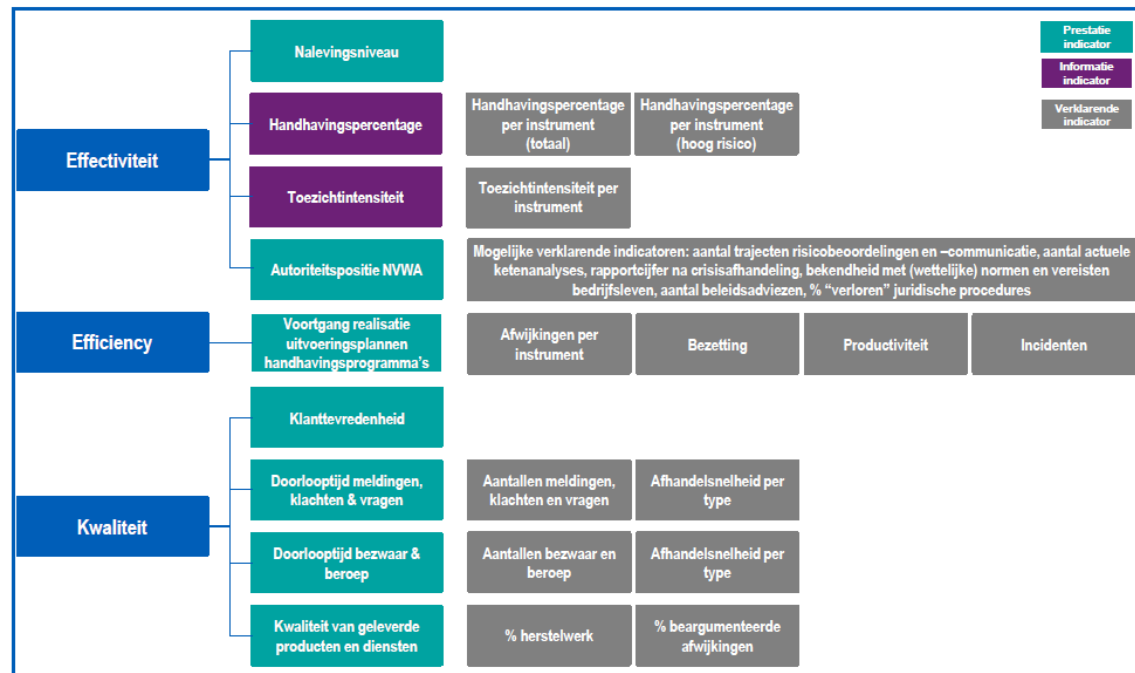 Prestatie
indicator
Informatie
indicator
Verklarende
indicator
Effectiviteit
Nalevingsniveau
Handhavingspercentage
Handhavingspercentage
per instrument
(totaal)
Handhavingspercentage
per instrument
(hoog risico)
Toezichtintensiteit
Toezichtintensiteit per
instrument
Autoriteitspositie NVWA
Mogelijke verklarende indicatoren: aantal trajecten risicobeoordelingen en –communicatie, aantal actuele
ketenanalyses, rapportcijfer na crisisafhandeling, bekendheid met (wettelijke) normen en vereisten
bedrijfsleven, aantal beleidsadviezen, % “verloren” juridische procedures
Efficiency
Voortgang realisatie
uitvoeringsplannen
handhavingsprogramma’s
Afwijkingen per
instrument
Bezetting
Productiviteit
Incidenten
Kwaliteit
Klanttevredenheid
Doorlooptijd meldingen,
klachten & vragen
Aantallen meldingen,
klachten en vragen
Afhandelsnelheid per
type
Doorlooptijd bezwaar &
beroep
Aantallen bezwaar en
beroep
Afhandelsnelheid per
type
Kwaliteit van geleverde
producten en diensten
% herstelwerk
% beargumenteerde
afwijkingen